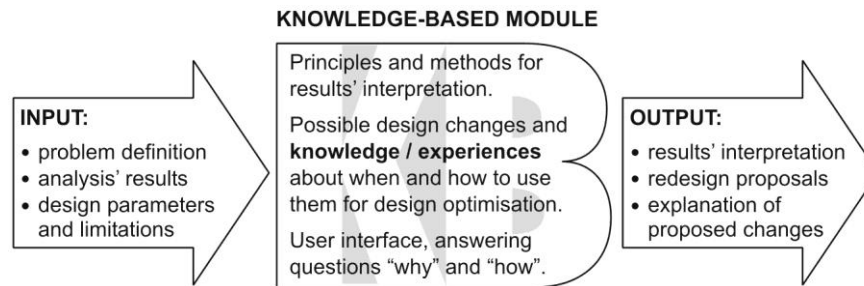 KNOWLEDGE-BASED MODULE
INPUT:
• problem definition
• analysis' results
• design parameters
and limitations
Principles and methods for
results' interpretation.
Possible design changes and
knowledge / experiences
about when and how to use
them for design optimisation.
User interface, answering
questions “why” and “how”.
OUTPUT:
• results' interpretation
• redesign proposals
• explanation of
proposed changes
KB